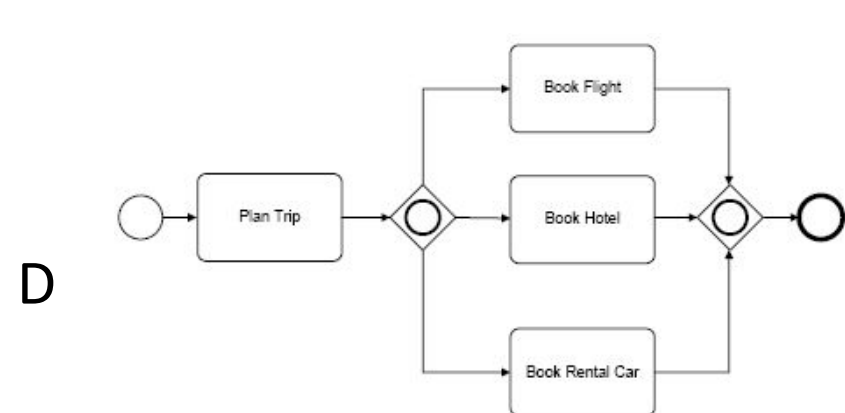 Book Flight
Plan Trip
Book Hotel
D
Book Rental Car